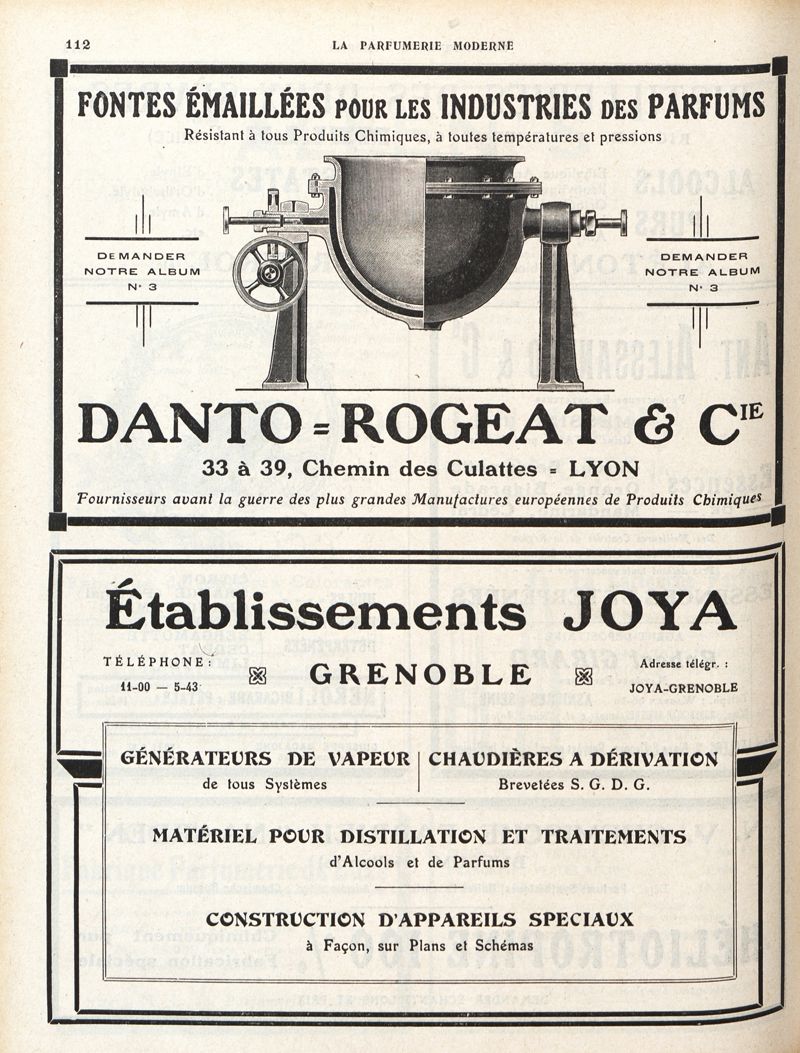 112
LA PARFUMERIE MODERNE
FONTES ÉMAILLÉES POUR LES INDUSTRIES DES PARFUMS
Résistant à tous Produits Chimiques, à toutes températures et pressions
DEMANDER
NOTRE ALBUM
N° 3
DEMANDER
NOTRE ALBUM
N° 3
DANTO=ROGEAT & CIE
33 à 39, Chemin des Culattes = LYON
Fournisseurs avant la guerre des plus grandes Manufactures européennes de Produits Chimiques
Établissements JOYA
TÉLÉPHONE:
11-00 — 5-43
GRENOBLE
Adresse télégr. :
JOYA-GRENOBLE
GÉNÉRATEURS DE VAPEUR
de tous Systèmes
CHAUDIÈRES A DÉRIVATION
Brevetées S. G. D. G.
MATÉRIEL POUR DISTILLATION ET TRAITEMENTS
d'Alcools et de Parfums
CONSTRUCTION D'APPAREILS SPECIAUX
à Façon, sur Plans et Schémas